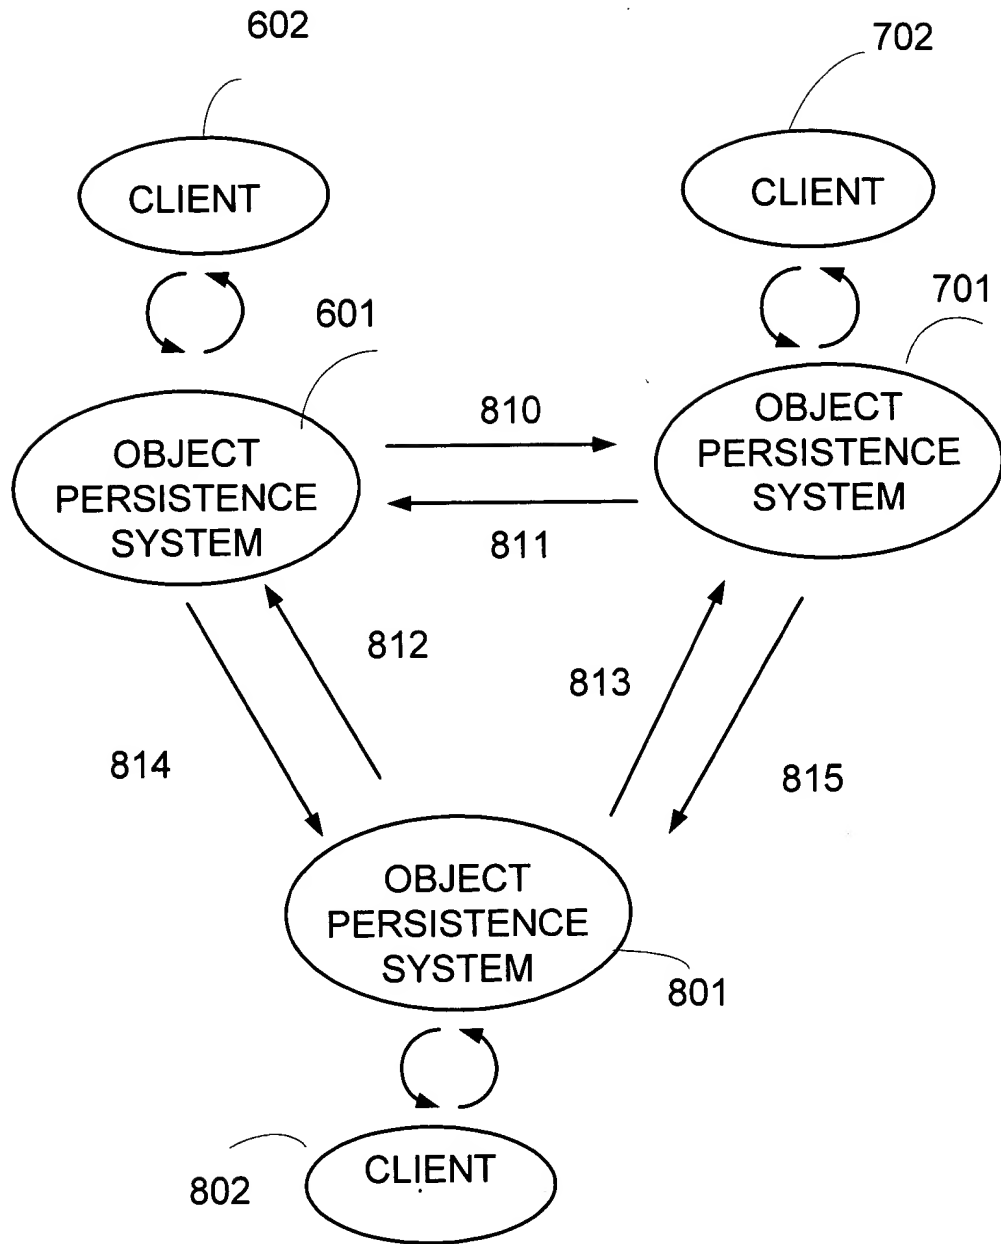 602
702
CLIENT
CLIENT
601
701
OBJECT
PERSISTENCE
SYSTEM
810
OBJECT
PERSISTENCE
SYSTEM
811
812
813
814
815
OBJECT
PERSISTENCE
SYSTEM
801
802
CLIENT